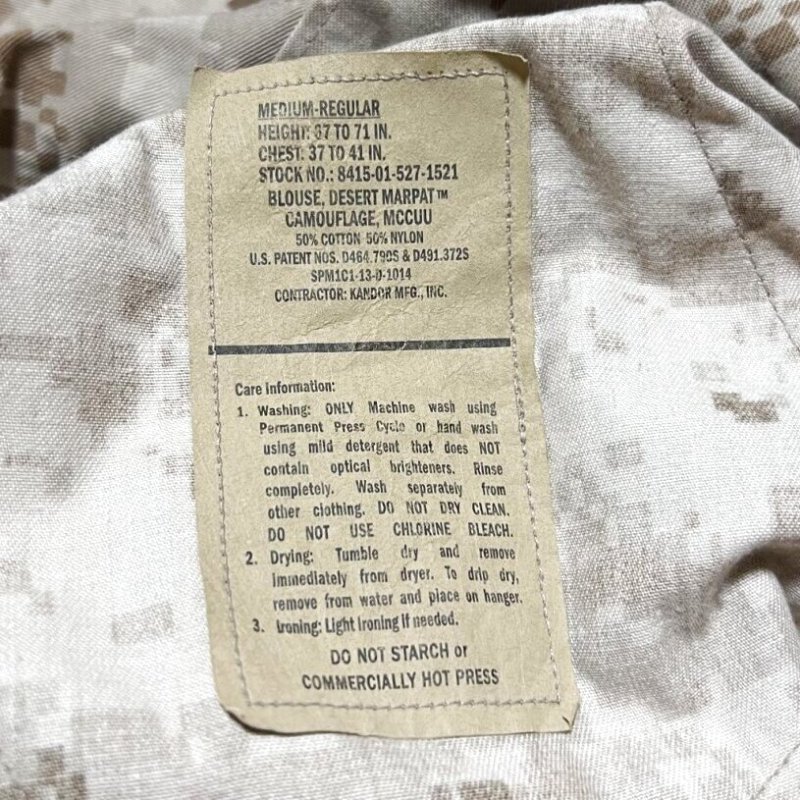 MEDIUM-REGULAR
HEIGHT: 67 TO 71 IN.
CHEST: 37 TO 41 IN.
STOCK NO.: 8415-01-527-1521
BLOUSE, DESERT MARPAT™
CAMOUFLAGE, MCCUU
50% COTTON 50% NYLON
U.S. PATENT NOS. D464,790S & D491,372S
SPM1C1-13-D-1014
CONTRACTOR: KANDOR MFG., INC.
Care Information:
1. Washing: ONLY Machine wash using
Permanent Press Cycle or hand wash
using mild detergent that does NOT
contain optical brighteners. Rinse
completely. Wash separately from
other clothing. DO NOT DRY CLEAN.
DO NOT USE CHLORINE BLEACH.
2. Drying: Tumble dry and remove
immediately from dryer. To drip dry,
remove from water and place on hanger.
3. Ironing: Light Ironing if needed.
DO NOT STARCH or
COMMERCIALLY HOT PRESS